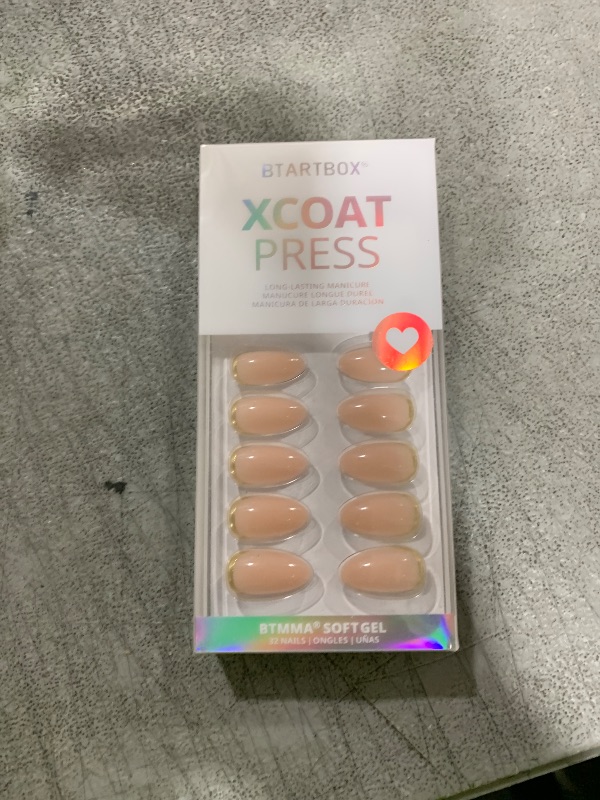 BTARTBOX®
XCOAT
PRESS
LONG-LASTING MANICURE
MANUCURE LONGUE DURÉE
MANICURA DE LARGA DURACIÓN
BTMMA® SOFT GEL
NAILS | ONGLES | UÑAS